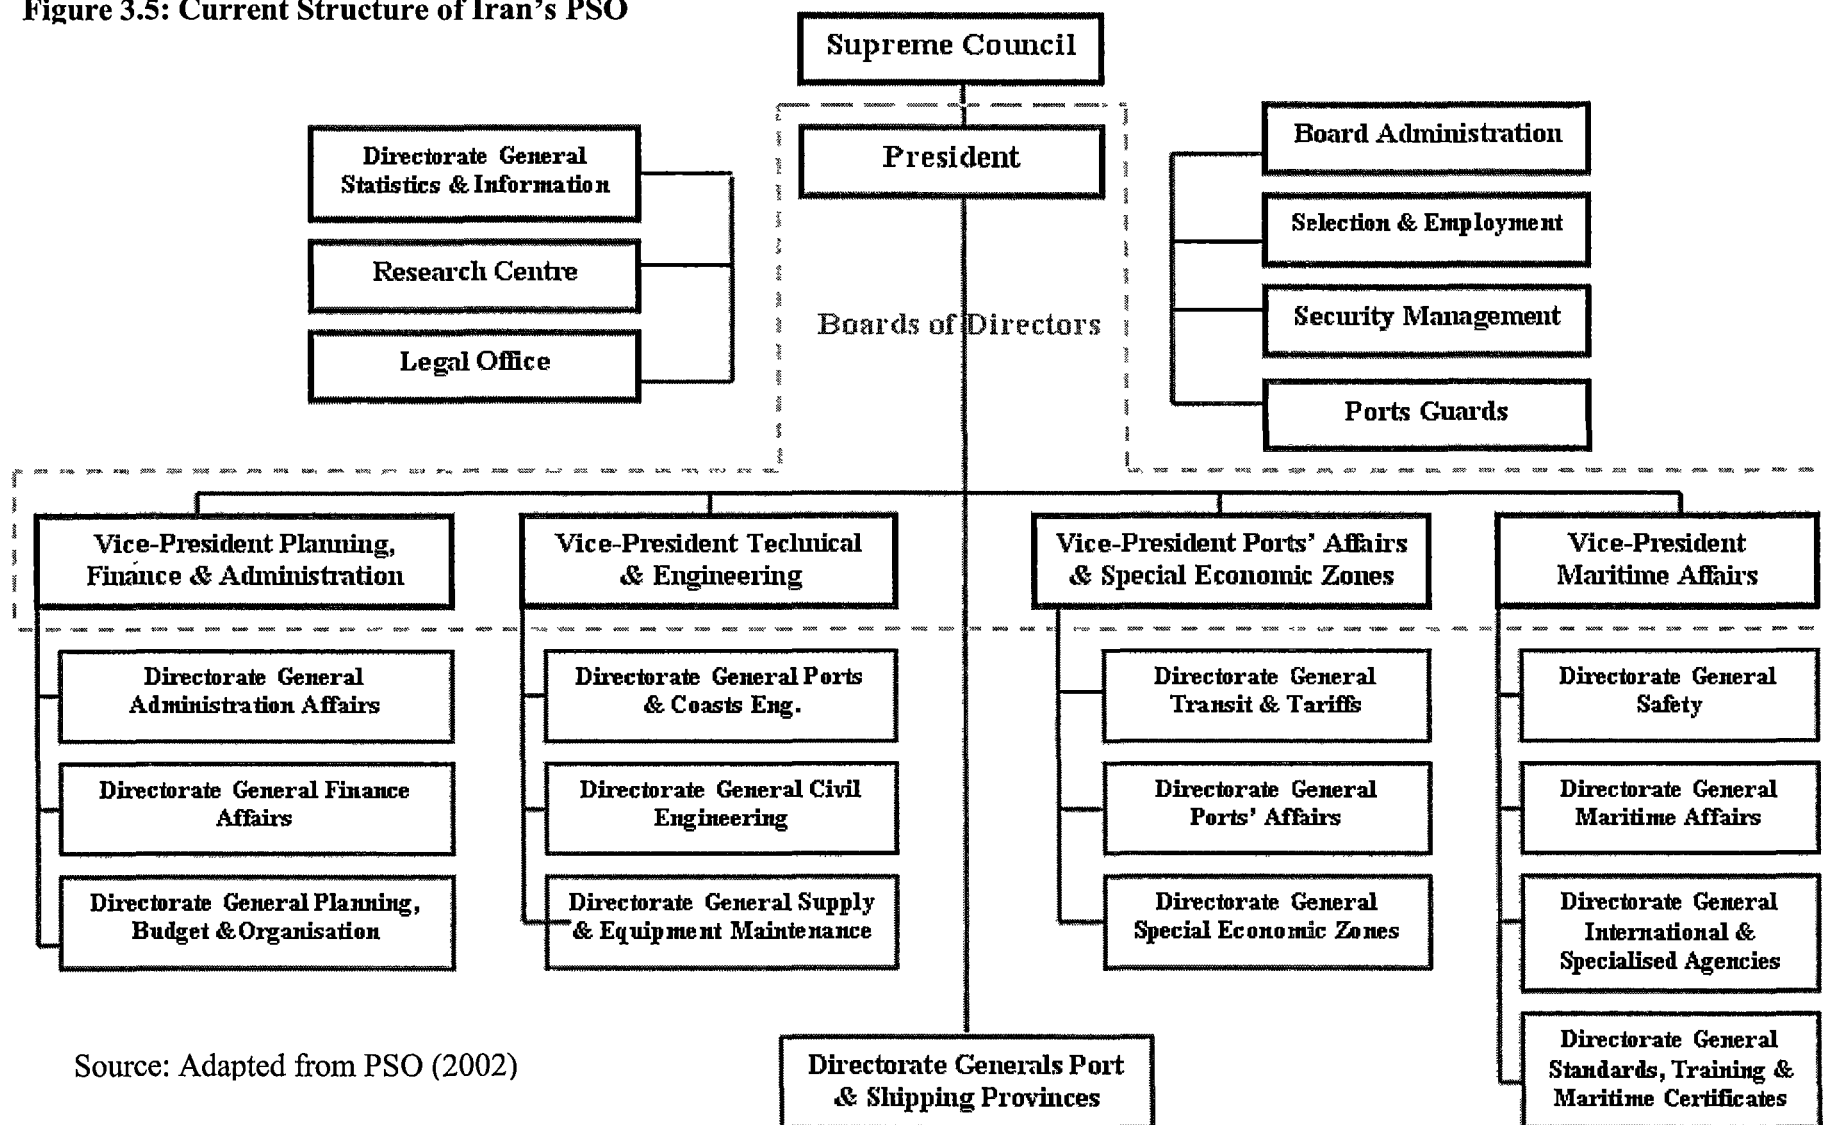 Figure 3.5: Current Structure of Iran's PSO
Supreme Council
President
Directorate General
Statistics & Information
Research Centre
Legal Office
Board Administration
Selection & Employment
Security Management
Ports Guards
Boards of Directors
Vice-President Planning,
Finance & Administration
Vice-President Technical
& Engineering
Vice-President Ports' Affairs
& Special Economic Zones
Vice-President
Maritime Affairs
Directorate General
Administration Affairs
Directorate General Finance
Affairs
Directorate General Planning,
Budget &Organisation
Directorate General Ports
& Coasts Eng.
Directorate General Civil
Engineering
Directorate General Supply
& Equipment Maintenance
Directorate General
Transit & Tariffs
Directorate General
Ports' Affairs
Directorate General
Special Economic Zones
Directorate General
Safety
Directorate General
Maritime Affairs
Directorate General
International &
Specialised Agencies
Directorate General
Standards, Training &
Maritime Certificates
Directorate Generals Port
& Shipping Provinces
Source: Adapted from PSO (2002)